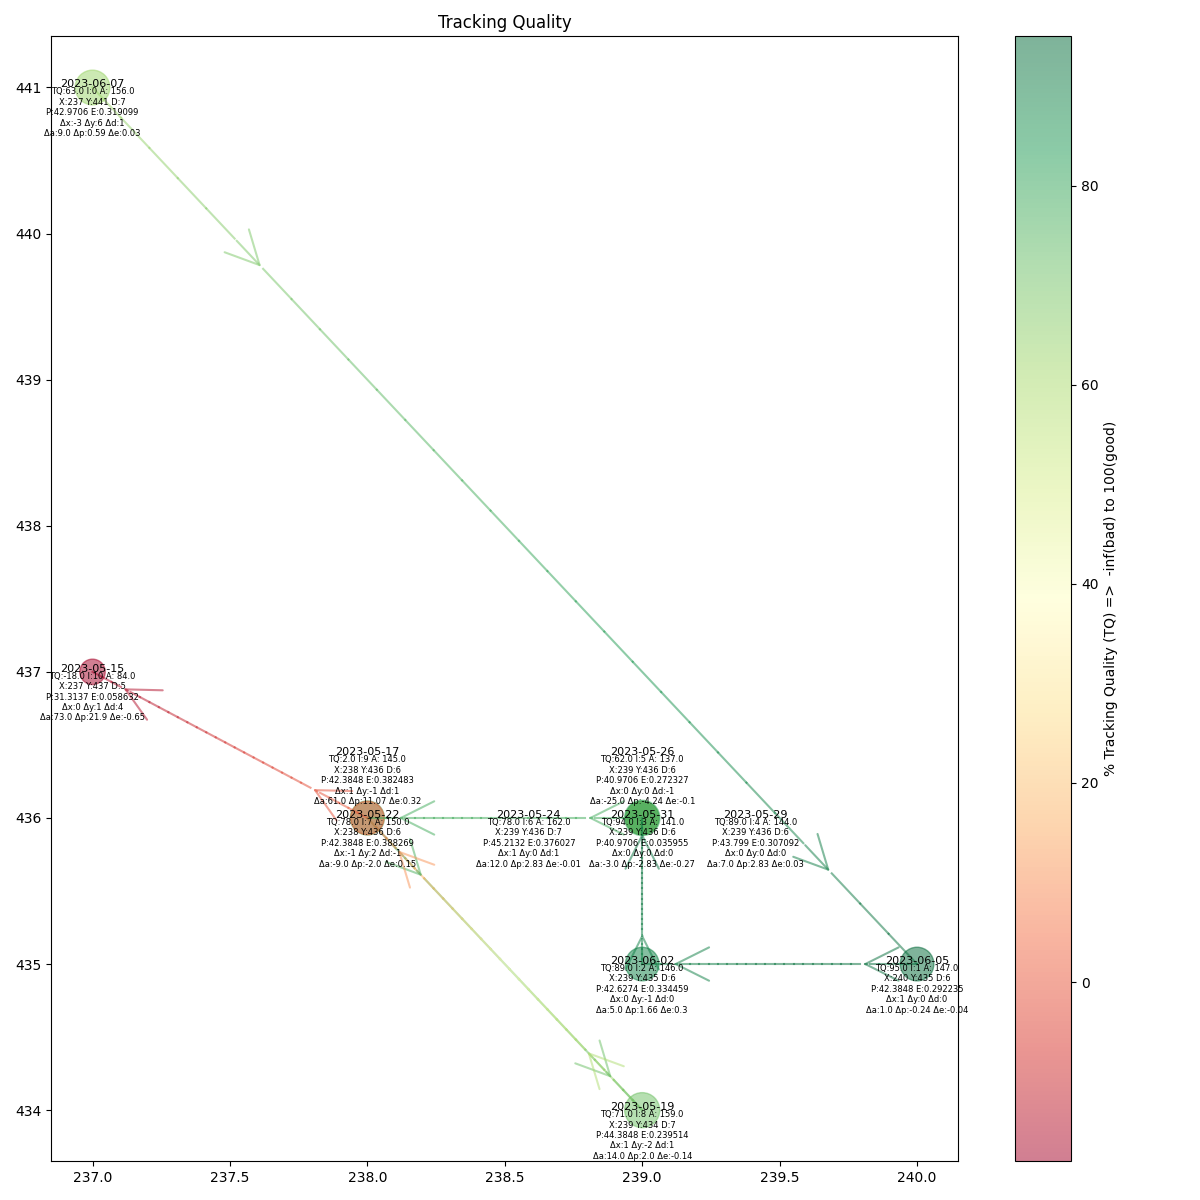 Tracking Quality
441
440
439
438
437
436
435
434
237.0
237.5
238.0
238.5
239.0
239.5
240.0
80
60
40
20
0
% Tracking Quality (TQ) => -inf(bad) to 100(good)
2023-06-07
TQ:63.0 I:0 A: 156.0
X:237 Y:441 D:7
P:42.9706 E:0.319099
Δx:-3 Δy:6 Δd:1
Δa:9.0 Δp:0.59 Δe:0.03
2023-05-15
TQ:-18.0 I:10 A: 84.0
X:237 Y:437 D:5
P:31.3137 E:0.058632
Δx:0 Δy:1 Δd:4
Δa:73.0 Δp:21.9 Δe:-0.65
2023-05-17
TQ:2.0 I:9 A: 145.0
X:238 Y:436 D:6
P:42.3848 E:0.382483
Δx:1 Δy:-1 Δd:1
Δa:61.0 Δp:11.07 Δe:0.32
2023-05-22
TQ:78.0 I:7 A: 150.0
X:238 Y:436 D:6
P:42.3848 E:0.388269
Δx:-1 Δy:2 Δd:-1
Δa:-9.0 Δp:-2.0 Δe:0.15
2023-05-24
TQ:78.0 I:6 A: 162.0
X:239 Y:436 D:7
P:45.2132 E:0.376027
Δx:1 Δy:0 Δd:1
Δa:12.0 Δp:2.83 Δe:-0.01
2023-05-26
TQ:62.0 I:5 A: 137.0
X:239 Y:436 D:6
P:40.9706 E:0.272327
Δx:0 Δy:0 Δd:-1
Δa:-25.0 Δp:-4.24 Δe:-0.1
2023-05-31
TQ:94.0 I:3 A: 141.0
X:239 Y:436 D:6
P:40.9706 E:0.035955
Δx:0 Δy:0 Δd:0
Δa:-3.0 Δp:-2.83 Δe:-0.27
2023-05-29
TQ:89.0 I:4 A: 144.0
X:239 Y:436 D:6
P:43.799 E:0.307092
Δx:0 Δy:0 Δd:0
Δa:7.0 Δp:2.83 Δe:0.03
2023-06-02
TQ:89.0 I:2 A: 146.0
X:239 Y:435 D:6
P:42.6274 E:0.334459
Δx:0 Δy:-1 Δd:0
Δa:5.0 Δp:1.66 Δe:0.3
2023-06-05
TQ:95.0 I:1 A: 147.0
X:240 Y:435 D:6
P:42.3848 E:0.292235
Δx:1 Δy:0 Δd:0
Δa:1.0 Δp:-0.24 Δe:-0.04
2023-05-19
TQ:71.0 I:8 A: 159.0
X:239 Y:434 D:7
P:44.3848 E:0.239514
Δx:1 Δy:-2 Δd:1
Δa:14.0 Δp:2.0 Δe:-0.14